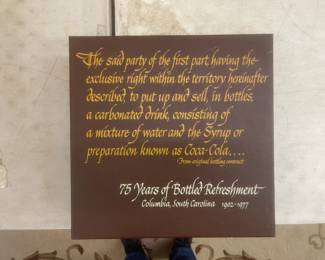 The said party of the first part, having the
exclusive right within the territory hereinafter
described, to put up and sell, in bottles,
a carbonated drink, consisting of
a mixture of water and the Syrup or
preparation known as Coca-Cola,...
(From original bottling contract)
75 Years of Bottled Refreshment
Columbia, South Carolina 1902-1977